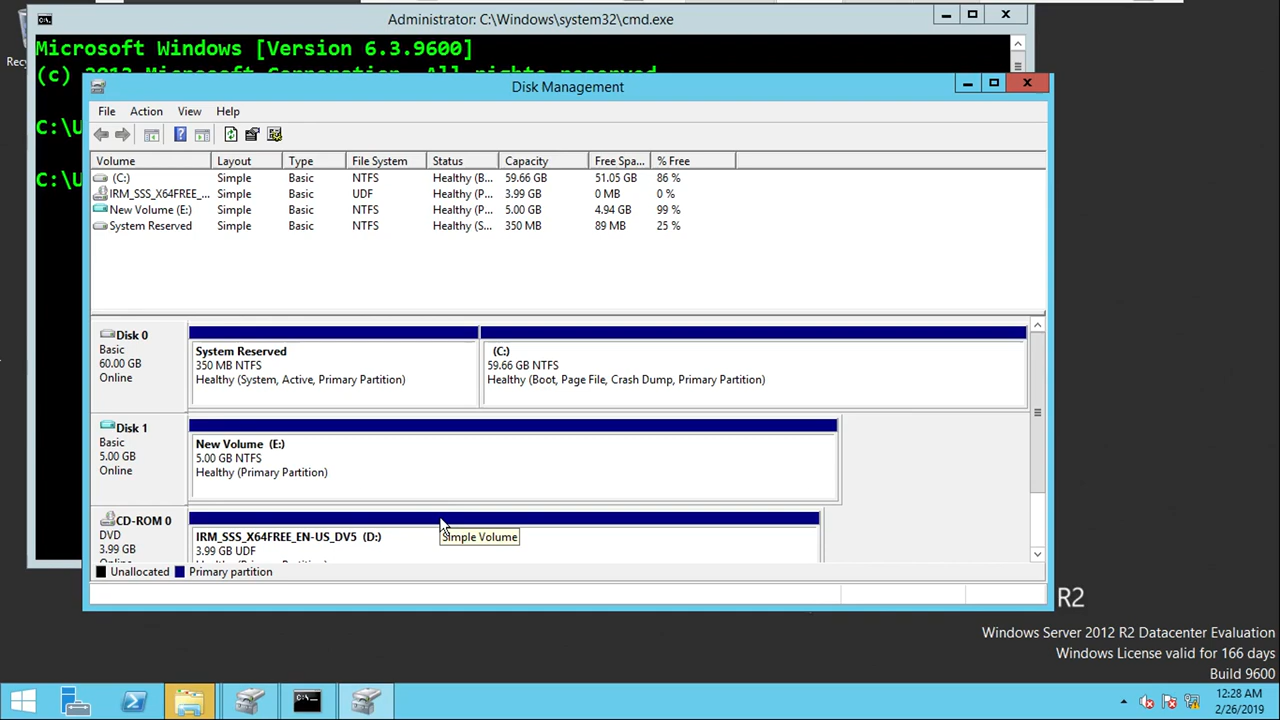 Administrator: C:\Windows\system32\cmd.exe
Microsoft Windows [Version 6.3.9600]
(c) 2013 Microsoft Corporation. All rights reserved.
Disk Management
C:\U
C:\U
File Action View Help
Volume Layout Type File System Status Capacity Free Spa... % Free
(C:) Simple Basic NTFS Healthy (B... 59.66 GB 51.05 GB 86 %
IRM_SSS_X64FREE_... Simple Basic UDF Healthy (P... 3.99 GB 0 MB 0 %
New Volume (E:) Simple Basic NTFS Healthy (P... 5.00 GB 4.94 GB 99 %
System Reserved Simple Basic NTFS Healthy (S... 350 MB 89 MB 25 %
Disk 0
Basic
60.00 GB
Online
System Reserved
350 MB NTFS
Healthy (System, Active, Primary Partition)
(C:)
59.66 GB NTFS
Healthy (Boot, Page File, Crash Dump, Primary Partition)
Disk 1
Basic
5.00 GB
Online
New Volume (E:)
5.00 GB NTFS
Healthy (Primary Partition)
CD-ROM 0
DVD
3.99 GB
Online
IRM_SSS_X64FREE_EN-US_DV5 (D:)
3.99 GB UDF
Simple Volume
Unallocated Primary partition
R2
Windows Server 2012 R2 Datacenter Evaluation
Windows License valid for 166 days
Build 9600
12:28 AM
2/26/2019